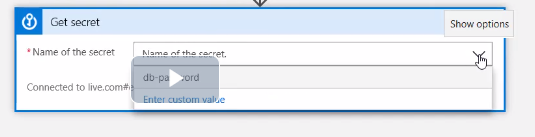 Get secret
Show options
*Name of the secret
Name of the secret.
Connected to live.com#
Enter custom value